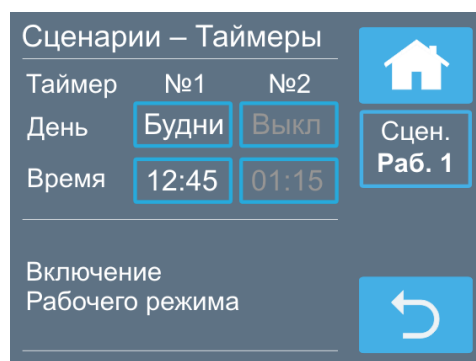 Сценарии – Таймеры
Таймер №1 №2
День Будни Выкл
Время 12:45 01:15
Сцен.
Раб. 1
Включение
Рабочего режима